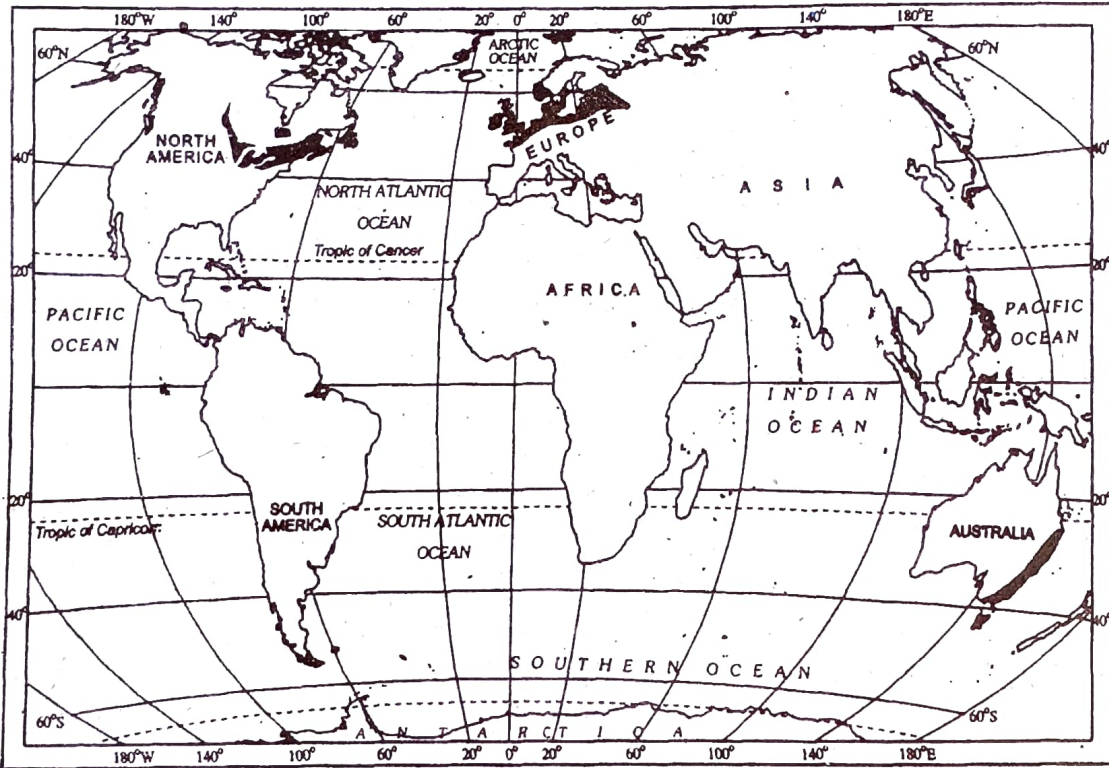 180°W 140° 100° 60° 20° 0° 20° 60° 100° 140° 180°E
60°N ARCTIC 60°N
OCEAN
NORTH
AMERICA
EUROPE
40° 40°
ASIA
NORTH ATLANTIC
OCEAN
Tropic of Cancer
20° 20°
AFRICA
PACIFIC
OCEAN
PACIFIC
OCEAN
INDIAN
OCEAN
20° 20°
SOUTH
AMERICA
SOUTH ATLANTIC
OCEAN
Tropic of Capricorn
AUSTRALIA
40° 40°
SOUTHERN OCEAN
60°S 60°S
ANTARCTICA
180°W 140° 100° 60° 20° 0° 20° 60° 100° 140° 180°E